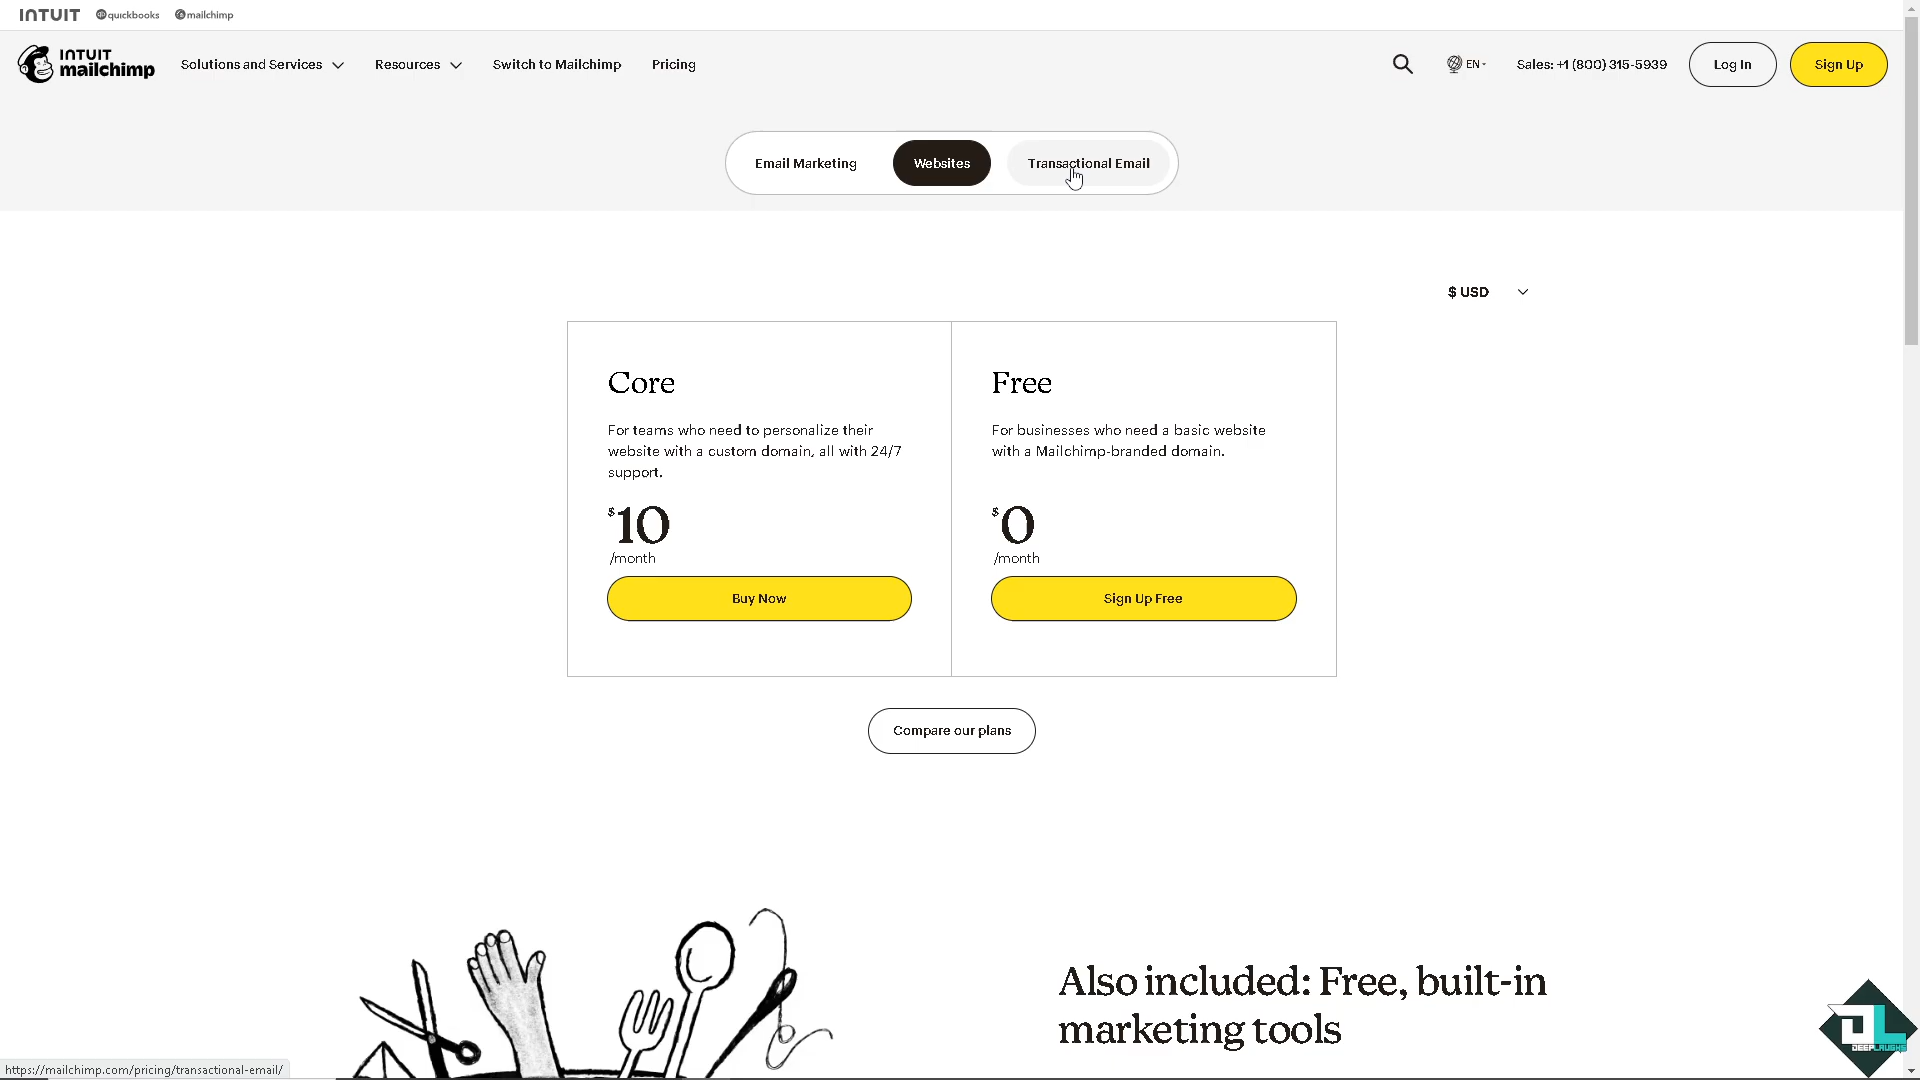 INTUIT quickbooks mailchimp
INTUIT mailchimp
Solutions and Services Resources Switch to Mailchimp Pricing EN Sales: +1 (800) 315-5939 Log In Sign Up
Email Marketing Websites Transactional Email
$ USD
Core
For teams who need to personalize their
website with a custom domain, all with 24/7
support.
$10
/month
Buy Now
Free
For businesses who need a basic website
with a Mailchimp-branded domain.
$0
/month
Sign Up Free
Compare our plans
Also included: Free, built-in
marketing tools
DEEPLAUGHS
https://mailchimp.com/pricing/transactional-email/